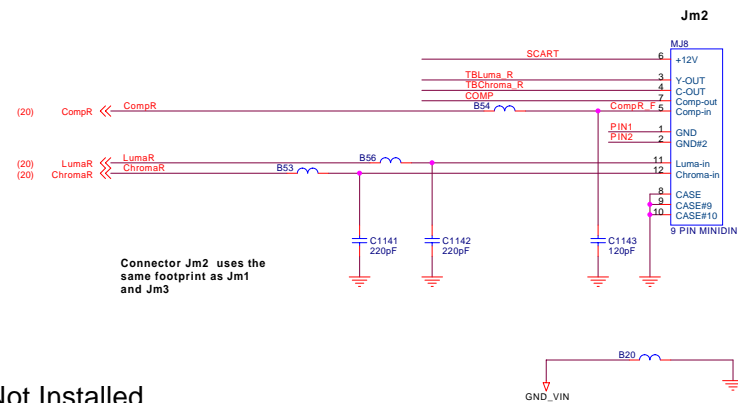 Jm2
MJ8
SCART 6 +12V
TBLuma_R 3 Y-OUT
TBChroma_R 4 C-OUT
COMP 7 Comp-out
(20) CompR CompR B54 CompR_F 5 Comp-in
PIN1 1 GND
PIN2 2 GND#2
(20) LumaR LumaR B56 11 Luma-in
(20) ChromaR ChromaR B53 12 Chroma-in
8 CASE
9 CASE#9
10 CASE#10
9 PIN MINIDIN
C1141 C1142 C1143
220pF 220pF 120pF
Connector Jm2 uses the
same footprint as Jm1
and Jm3
B20
GND_VIN
Not Installed